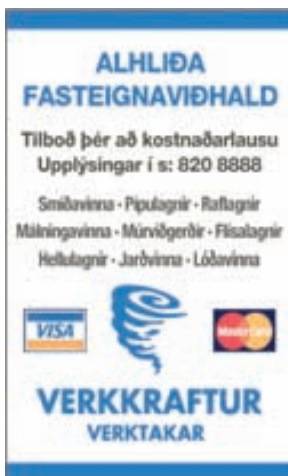 ALHLIÐA
FASTEIGNAVIÐHALD
Tilboð þér að kostnaðarlausu
Upplýsingar í s: 820 8888
Smíðavinna - Pípulagnir - Raflagnir
Málningavinna - Múrviðgerðir - Flísalagnir
Hellulagnir - Jarðvinna - Lóðavinna
VISA
MasterCard
VERKKRAFTUR
VERKTAKAR